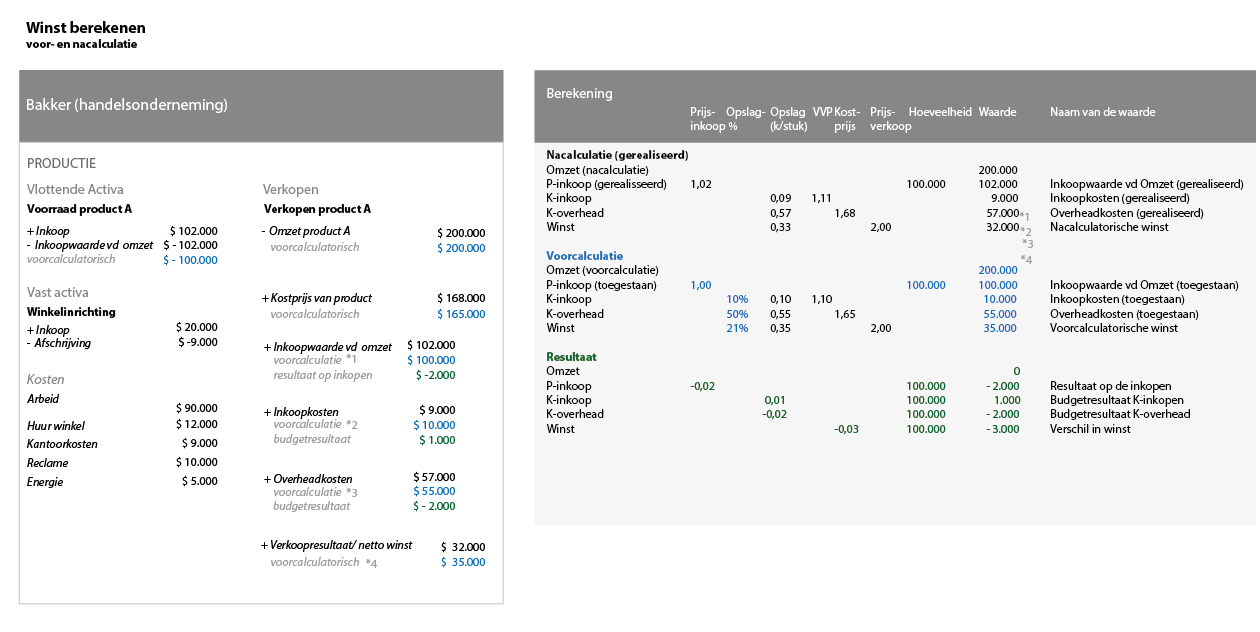 Winst berekenen
voor- en nacalculatie
Bakker (handelsonderneming)
PRODUCTIE
Vlottende Activa
Voorraad product A
+ Inkoop $ 102.000
- Inkoopwaarde vd omzet $ - 102.000
voorcalculatorisch $ - 100.000
Vast activa
Winkelinrichting
+ Inkoop $ 20.000
- Afschrijving $ -9.000
Kosten
Arbeid
$ 90.000
Huur winkel $ 12.000
Kantoorkosten $ 9.000
Reclame $ 10.000
Energie $ 5.000
Verkopen
Verkopen product A
- Omzet product A $ 200.000
voorcalculatorisch $ 200.000
+ Kostprijs van product $ 168.000
voorcalculatorisch $ 165.000
+ Inkoopwaarde vd omzet $ 102.000
voorcalculatie *1 $ 100.000
resultaat op inkopen $ -2.000
+ Inkoopkosten $ 9.000
voorcalculatie *2 $ 10.000
budgetresultaat $ 1.000
+ Overheadkosten $ 57.000
voorcalculatie *3 $ 55.000
budgetresultaat $ - 2.000
+ Verkoopresultaat/ netto winst $ 32.000
voorcalculatorisch *4 $ 35.000
Berekening
Prijs- Opslag- Opslag VVP Kost- Prijs- Hoeveelheid Waarde Naam van de waarde
inkoop % (k/stuk) prijs verkoop
Nacalculatie (gerealiseerd)
Omzet (nacalculatie) 200.000
P-inkoop (gerealisseerd) 1,02 100.000 102.000 Inkoopwaarde vd Omzet (gerealiseerd)
K-inkoop 0,09 1,11 9.000 Inkoopkosten (gerealiseerd)
K-overhead 0,57 1,68 57.000 *1 Overheadkosten (gerealiseerd)
Winst 0,33 2,00 32.000 *2 Nacalculatorische winst
*3
Voorcalculatie *4
Omzet (voorcalculatie) 200.000
P-inkoop (toegestaan) 1,00 100.000 100.000 Inkoopwaarde vd Omzet (toegestaan)
K-inkoop 10% 0,10 1,10 10.000 Inkoopkosten (toegestaan)
K-overhead 50% 0,55 1,65 55.000 Overheadkosten (toegestaan)
Winst 21% 0,35 2,00 35.000 Voorcalculatorische winst
Resultaat
Omzet 0
P-inkoop -0,02 100.000 - 2.000 Resultaat op de inkopen
K-inkoop 0,01 100.000 1.000 Budgetresultaat K-inkopen
K-overhead -0,02 100.000 - 2.000 Budgetresultaat K-overhead
Winst -0,03 100.000 - 3.000 Verschil in winst